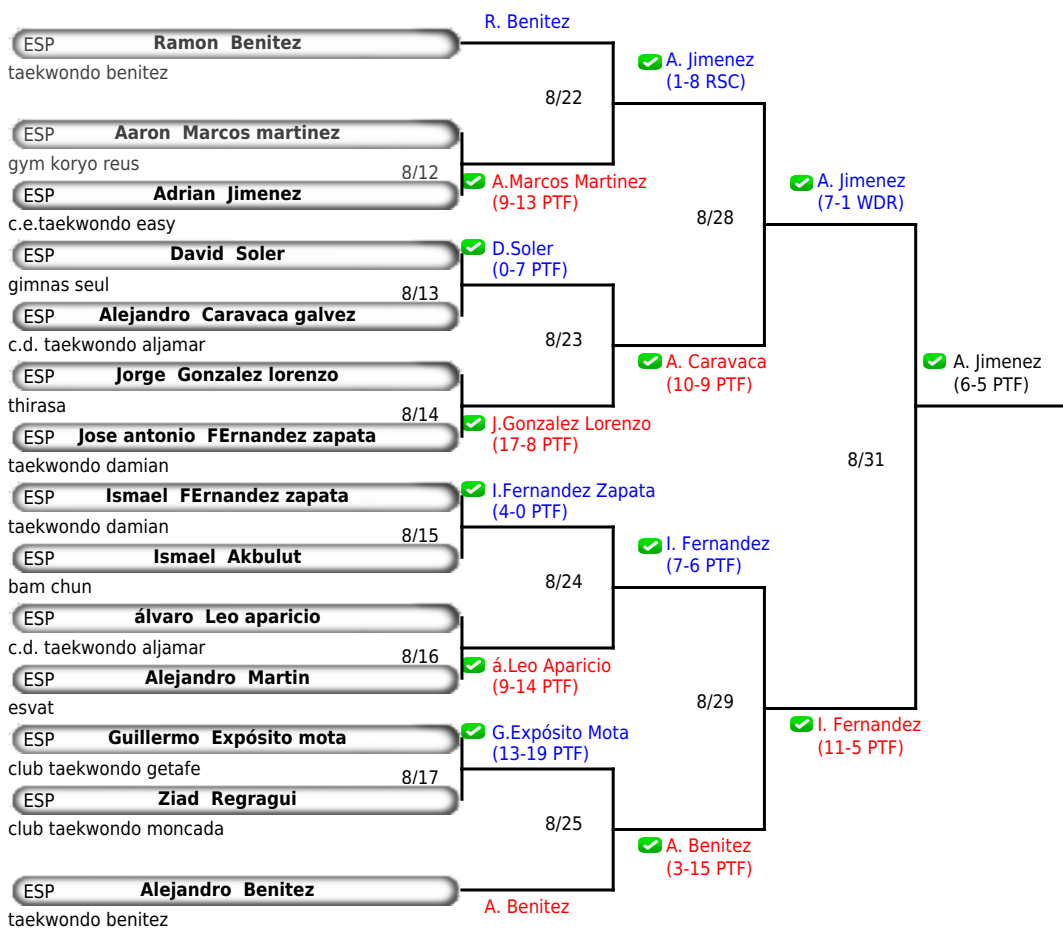 R. Benitez
ESP Ramon Benitez
taekwondo benitez
A. Jimenez
(1-8 RSC)
8/22
ESP Aaron Marcos martinez
gym koryo reus
8/12
A.Marcos Martinez
(9-13 PTF)
ESP Adrian Jimenez
c.e.taekwondo easy
A. Jimenez
(7-1 WDR)
8/28
ESP David Soler
gimnas seul
D.Soler
(0-7 PTF)
8/13
ESP Alejandro Caravaca galvez
c.d. taekwondo aljamar
8/23
A. Caravaca
(10-9 PTF)
A. Jimenez
(6-5 PTF)
ESP Jorge Gonzalez lorenzo
thirasa
8/14
J.Gonzalez Lorenzo
(17-8 PTF)
ESP Jose antonio FErnandez zapata
taekwondo damian
8/31
ESP Ismael FErnandez zapata
taekwondo damian
I.Fernandez Zapata
(4-0 PTF)
8/15
ESP Ismael Akbulut
bam chun
I. Fernandez
(7-6 PTF)
8/24
ESP álvaro Leo aparicio
c.d. taekwondo aljamar
8/16
á.Leo Aparicio
(9-14 PTF)
ESP Alejandro Martin
esvat
8/29
I. Fernandez
(11-5 PTF)
ESP Guillermo Expósito mota
club taekwondo getafe
G.Expósito Mota
(13-19 PTF)
8/17
ESP Ziad Regragui
club taekwondo moncada
8/25
A. Benitez
(3-15 PTF)
ESP Alejandro Benitez
taekwondo benitez
A. Benitez